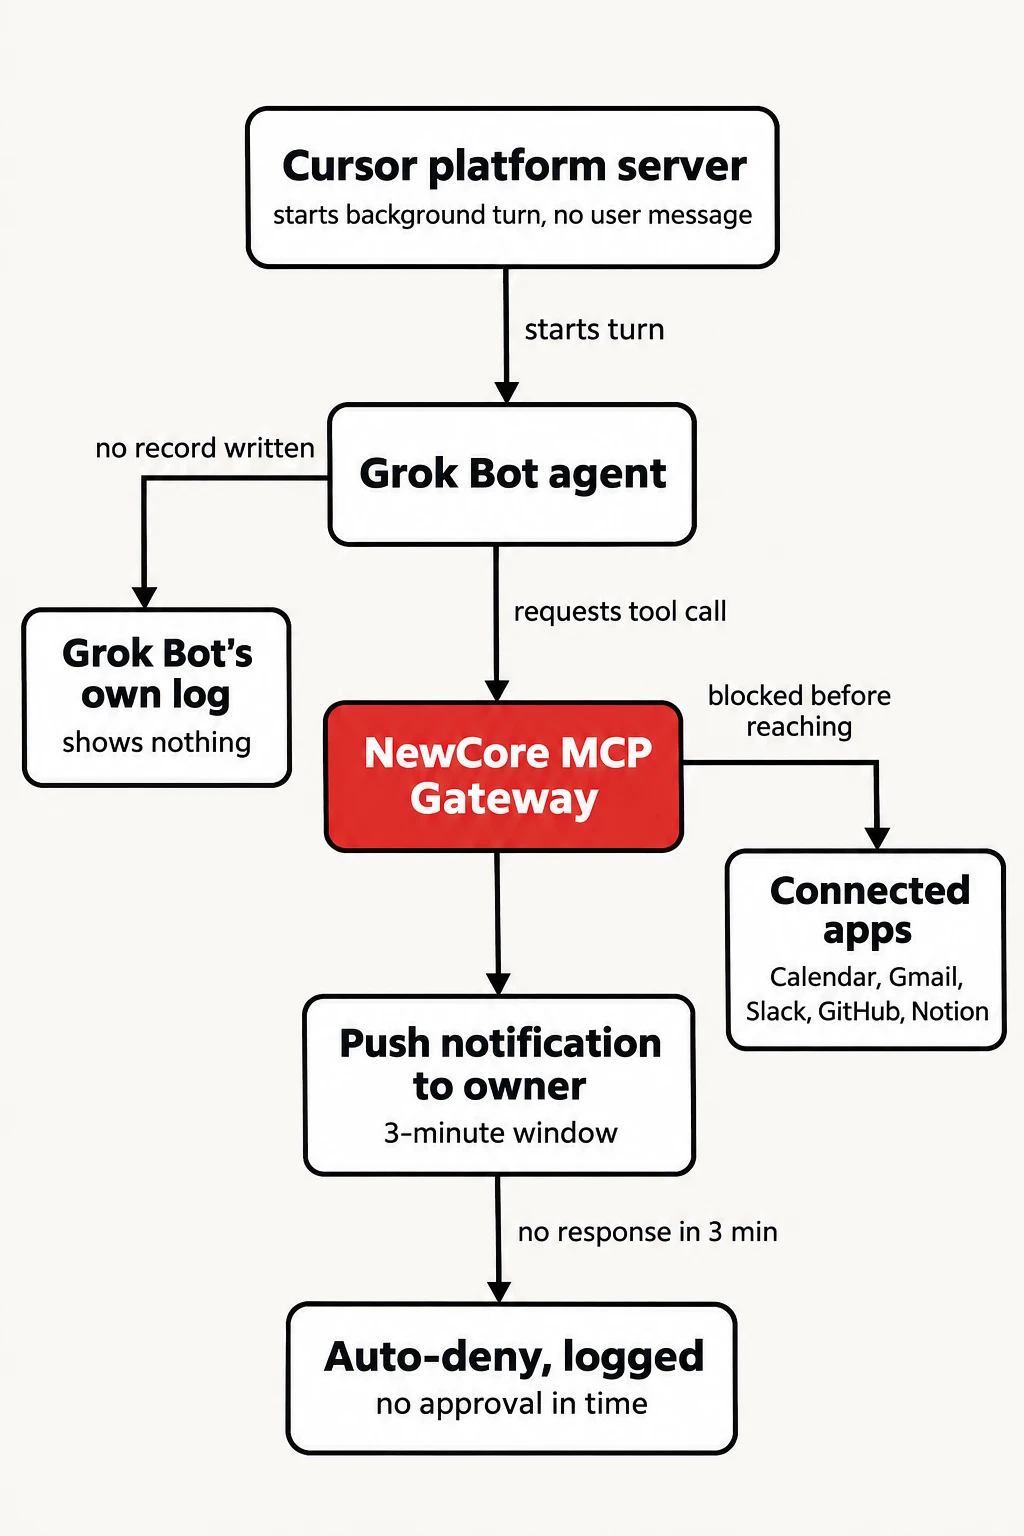 Cursor platform server
starts background turn, no user message
starts turn
no record written
Grok Bot agent
requests tool call
Grok Bot’s
own log
shows nothing
blocked before
reaching
NewCore MCP
Gateway
Connected
apps
Calendar, Gmail,
Slack, GitHub, Notion
Push notification
to owner
3-minute window
no response in 3 min
Auto-deny, logged
no approval in time